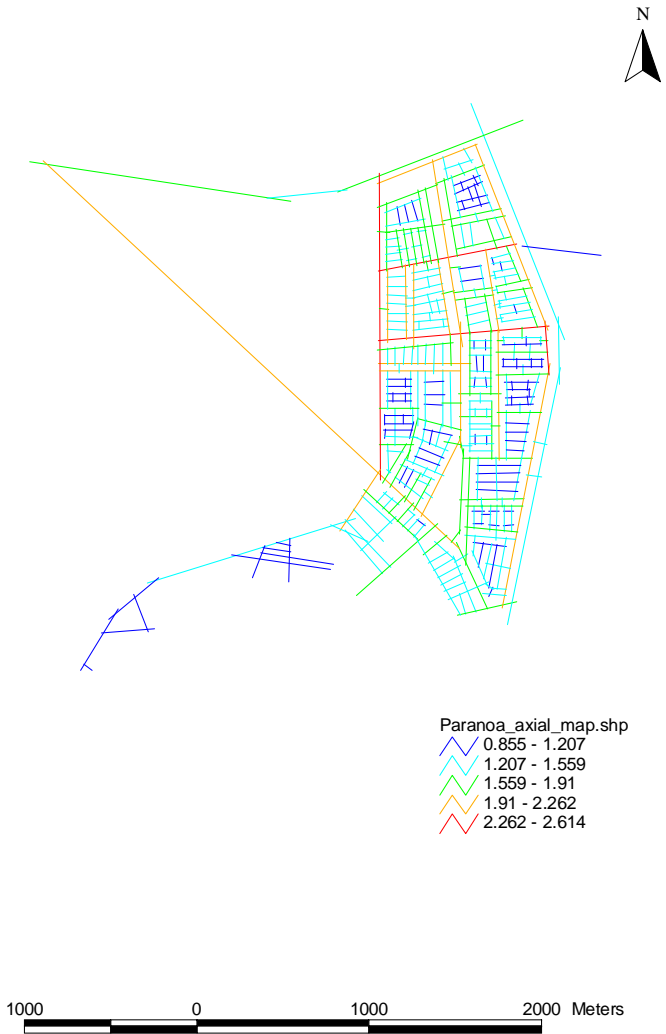 N
Paranoa_axial_map.shp
0.855 - 1.207
1.207 - 1.559
1.559 - 1.91
1.91 - 2.262
2.262 - 2.614
1000 0 1000 2000 Meters